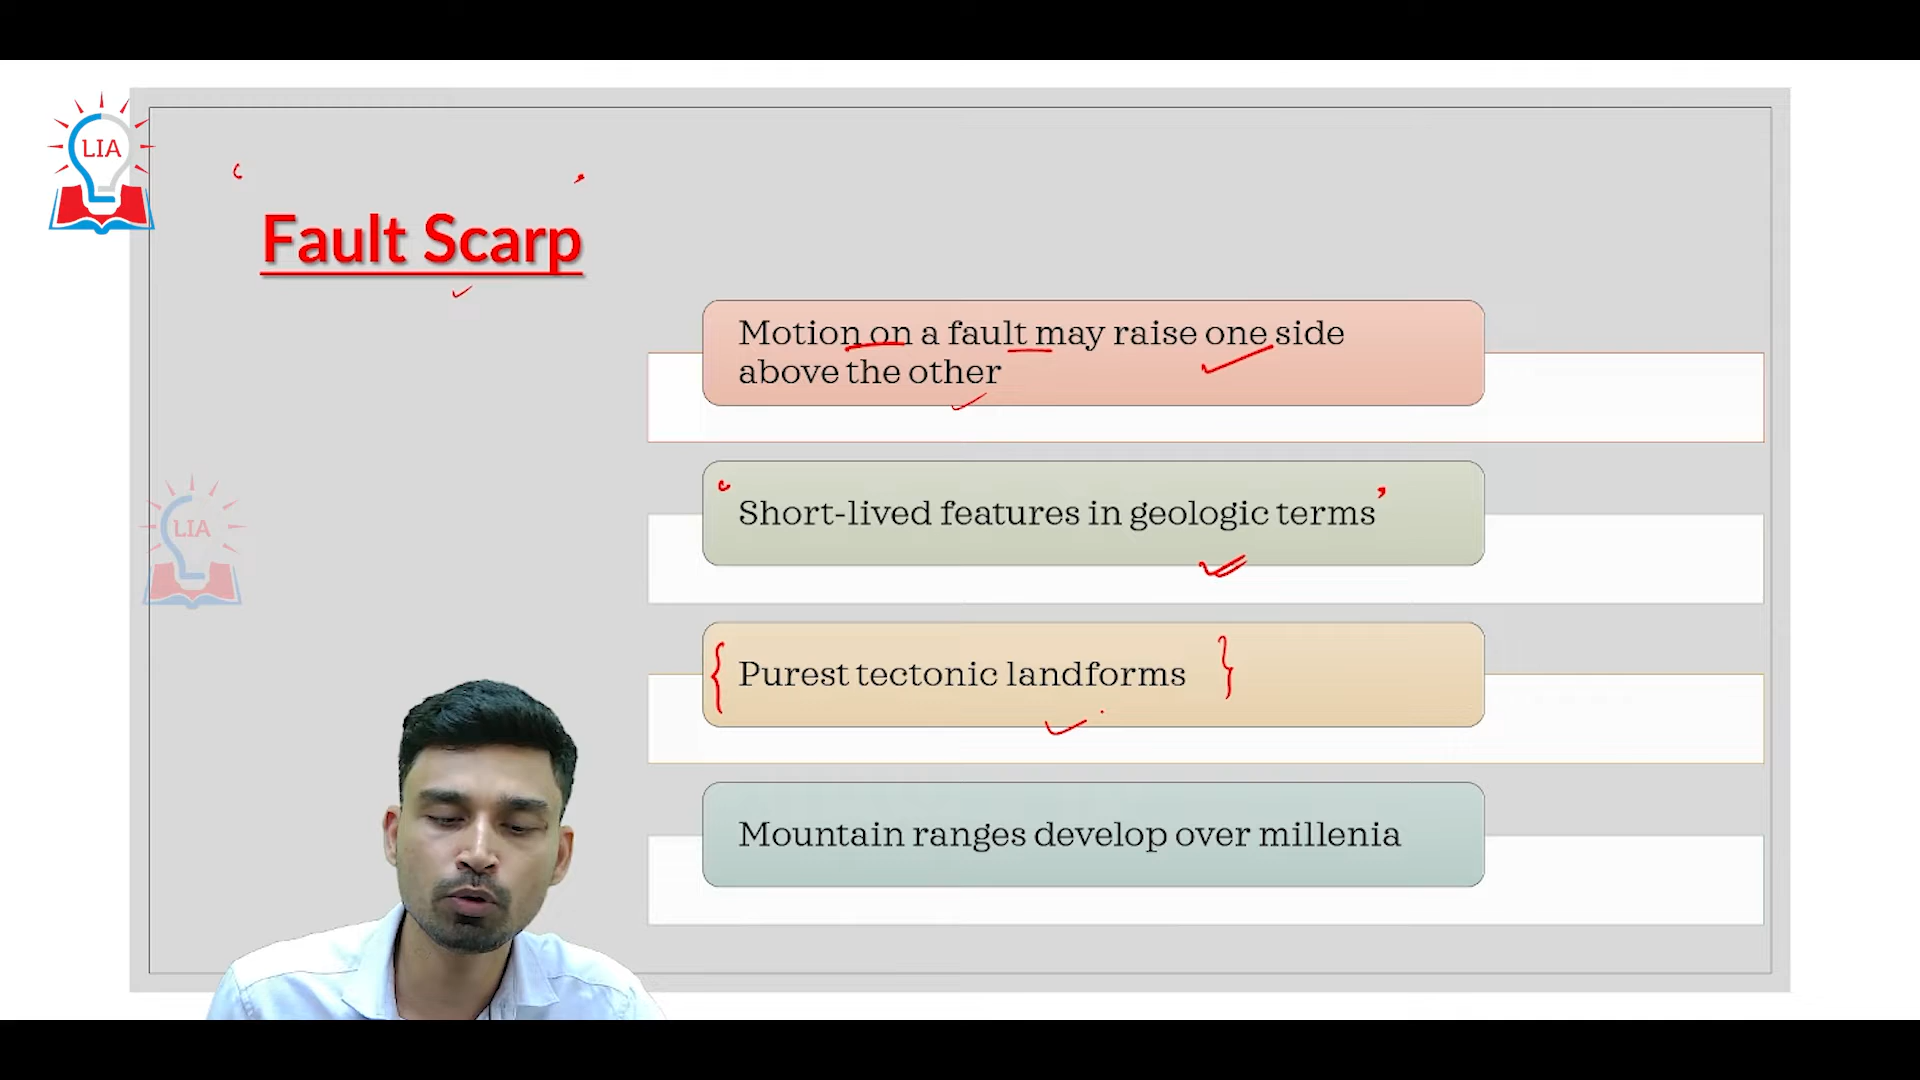 LIA
Fault Scarp
Motion on a fault may raise one side
above the other
Short-lived features in geologic terms
LIA
Purest tectonic landforms
Mountain ranges develop over millenia